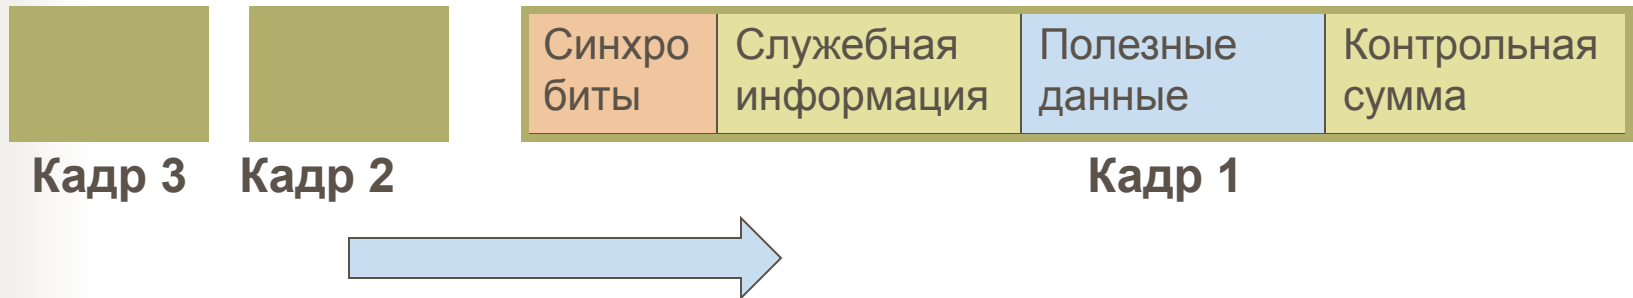 Синхро
биты
Служебная
информация
Полезные
данные
Контрольная
сумма
Кадр 3
Кадр 2
Кадр 1